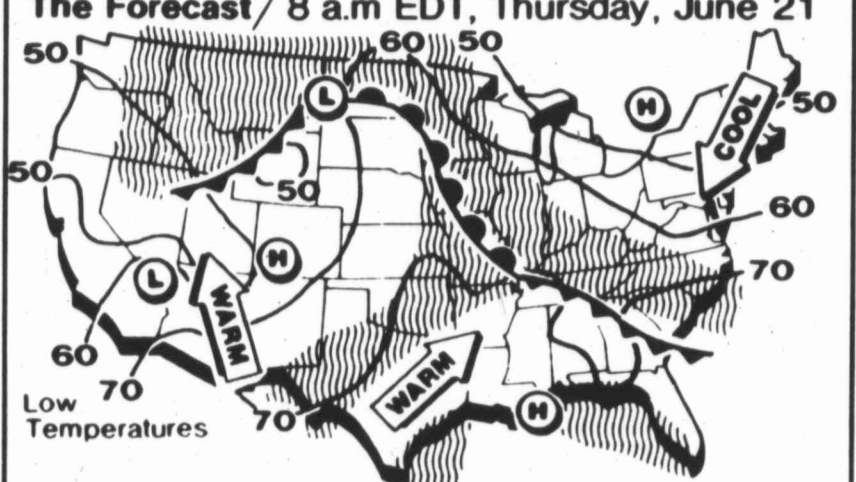 The Forecast / 8 a.m EDT, Thursday, June 21
50
60
50
L
H
COOL
50
50
50
60
L
H
WARM
70
60
70
WARM
70
H
Low
Temperatures